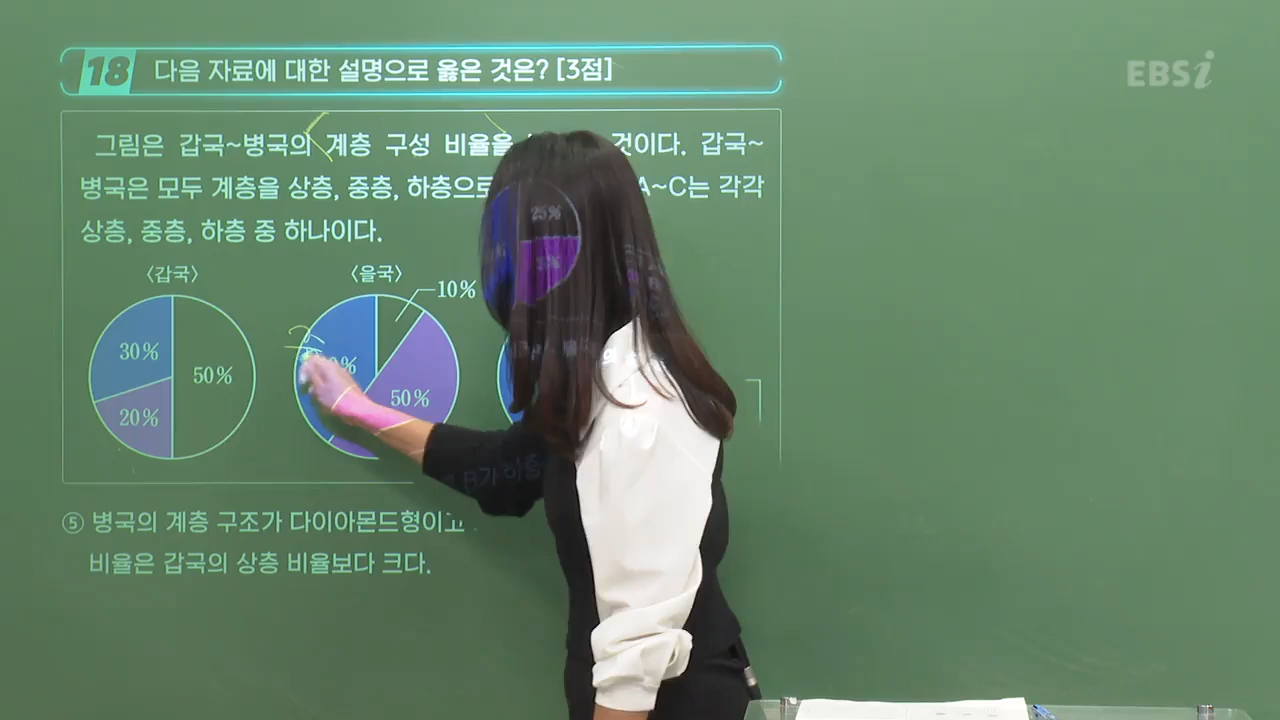 18 다음 자료에 대한 설명으로 옳은 것은? [3점]
EBSi
그림은 갑국~병국의 계층 구성 비율을 것이다. 갑국~
병국은 모두 계층을 상층, 중층, 하층으로 A~C는 각각
상층, 중층, 하층 중 하나이다.
〈갑국〉 〈을국〉
10%
25%
30% 50%
50%
20%
⑤ 병국의 계층 구조가 다이아몬드형이고
비율은 갑국의 상층 비율보다 크다.